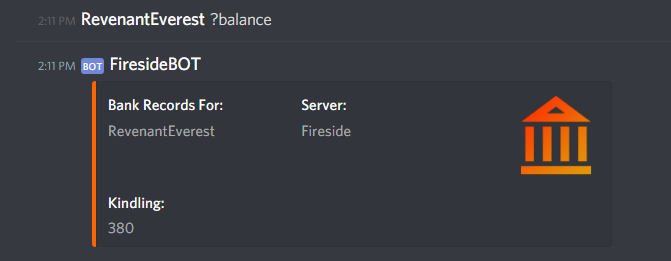 2:11 PM RevenantEverest ?balance
2:11 PM BOT FiresideBOT
Bank Records For: Server:
RevenantEverest Fireside
Kindling:
380